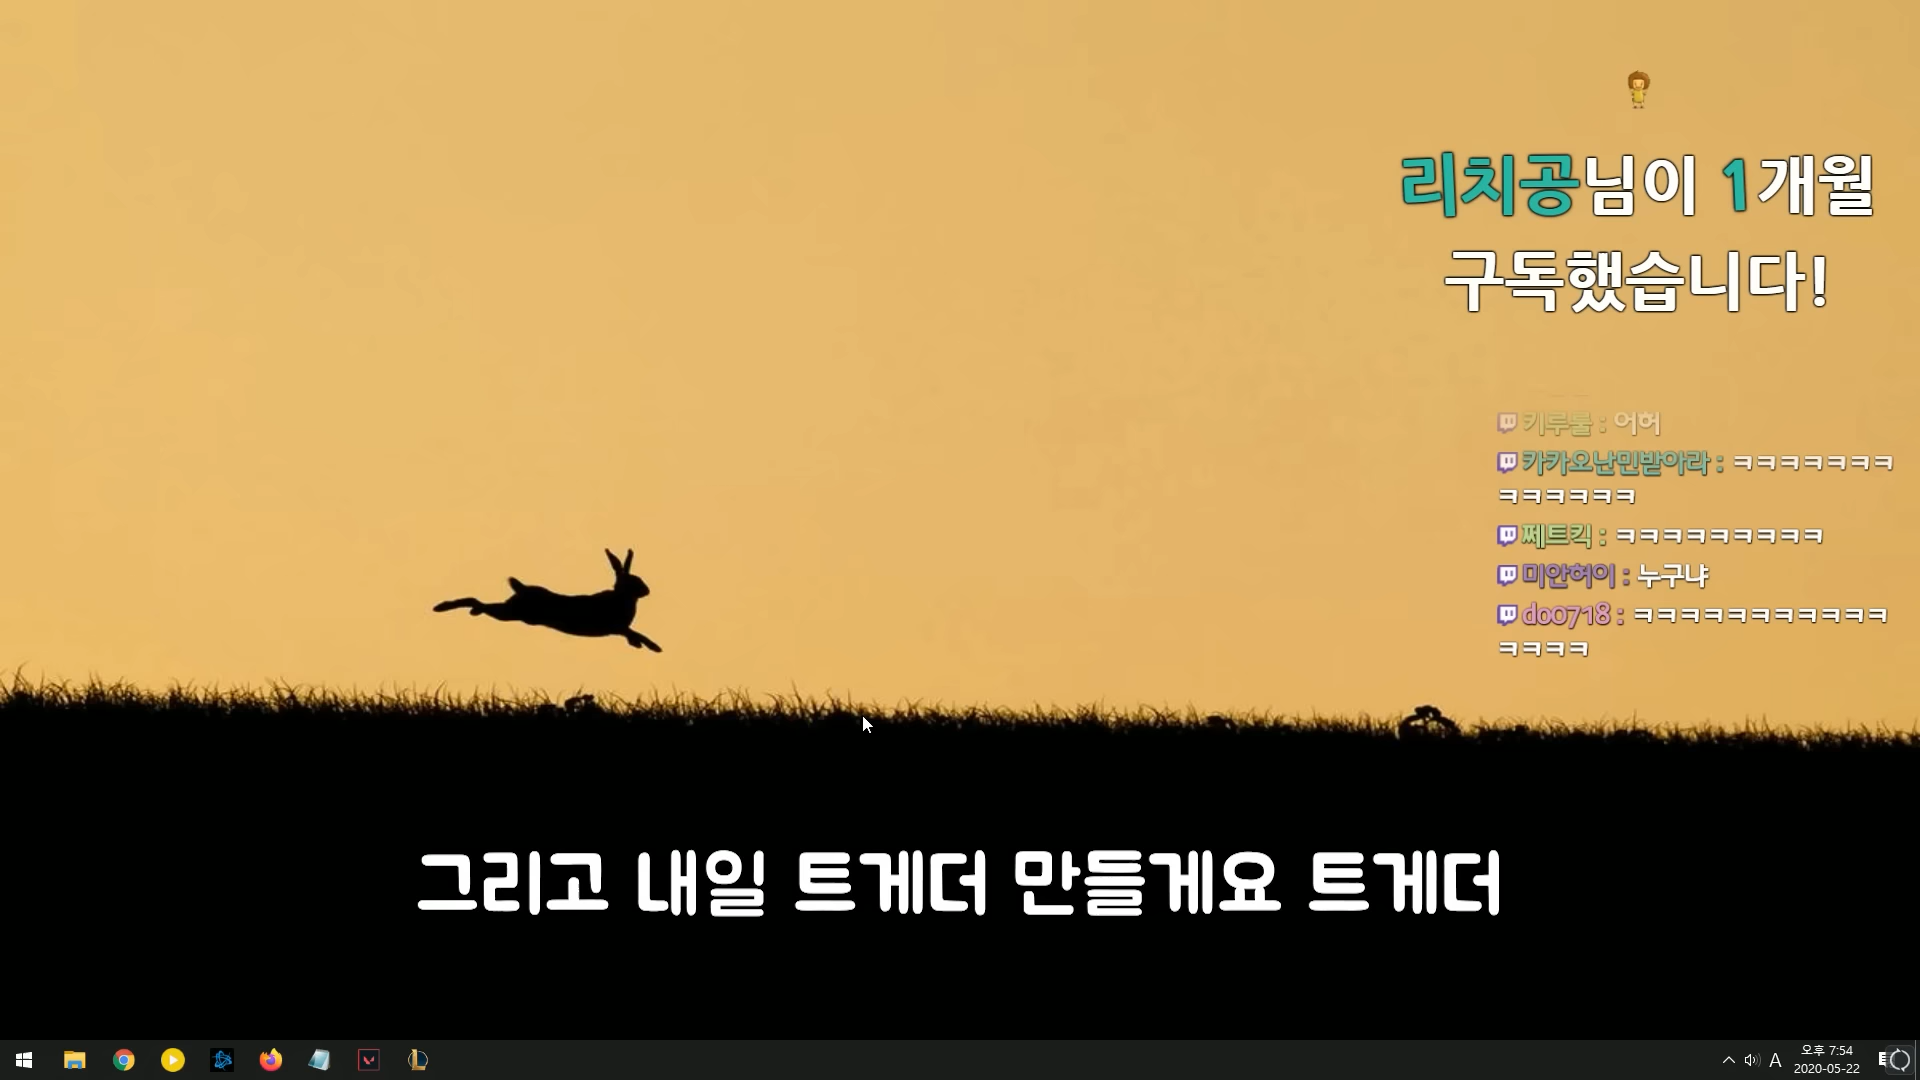 리치공님이 1개월
구독했습니다!
키루룰 : 어허
카카오난민받아라 : ㅋㅋㅋㅋㅋㅋㅋ
ㅋㅋㅋㅋㅋㅋ
쩨트킥 : ㅋㅋㅋㅋㅋㅋㅋㅋㅋ
미안허이 : 누구냐
do0718 : ㅋㅋㅋㅋㅋㅋㅋㅋㅋㅋㅋ
ㅋㅋㅋㅋ
그리고 내일 트게더 만들게요 트게더
A
오후 7:54
2020-05-22